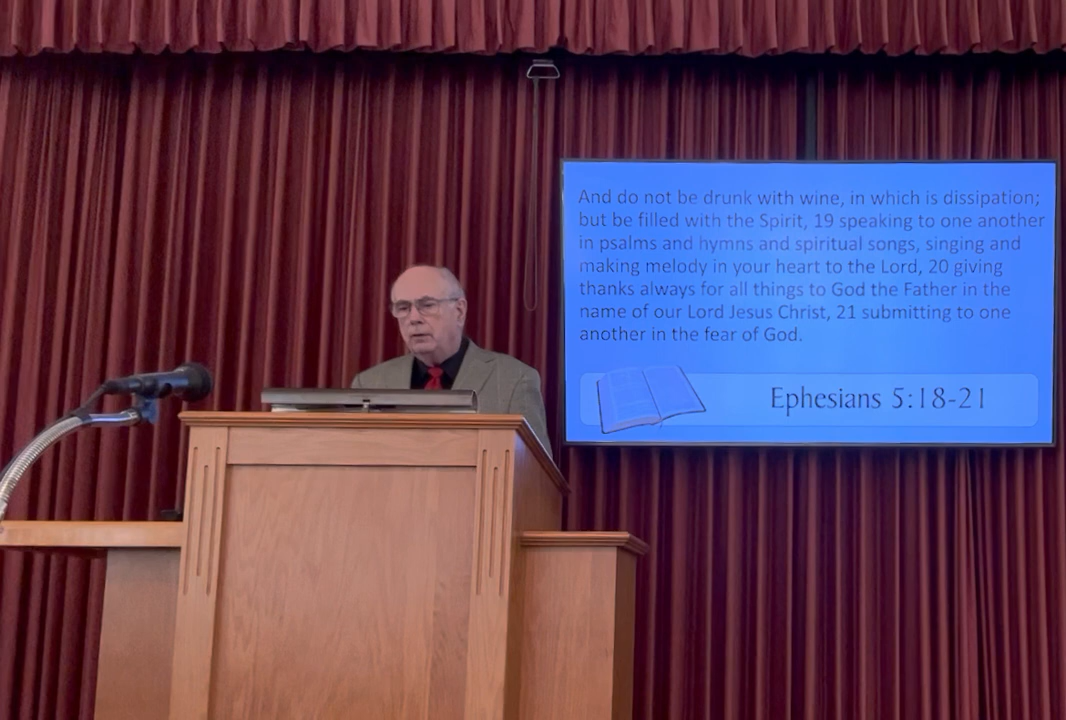 And do not be drunk with wine, in which is dissipation;
but be filled with the Spirit, 19 speaking to one another
in psalms and hymns and spiritual songs, singing and
making melody in your heart to the Lord, 20 giving
thanks always for all things to God the Father in the
name of our Lord Jesus Christ, 21 submitting to one
another in the fear of God.
Ephesians 5:18-21